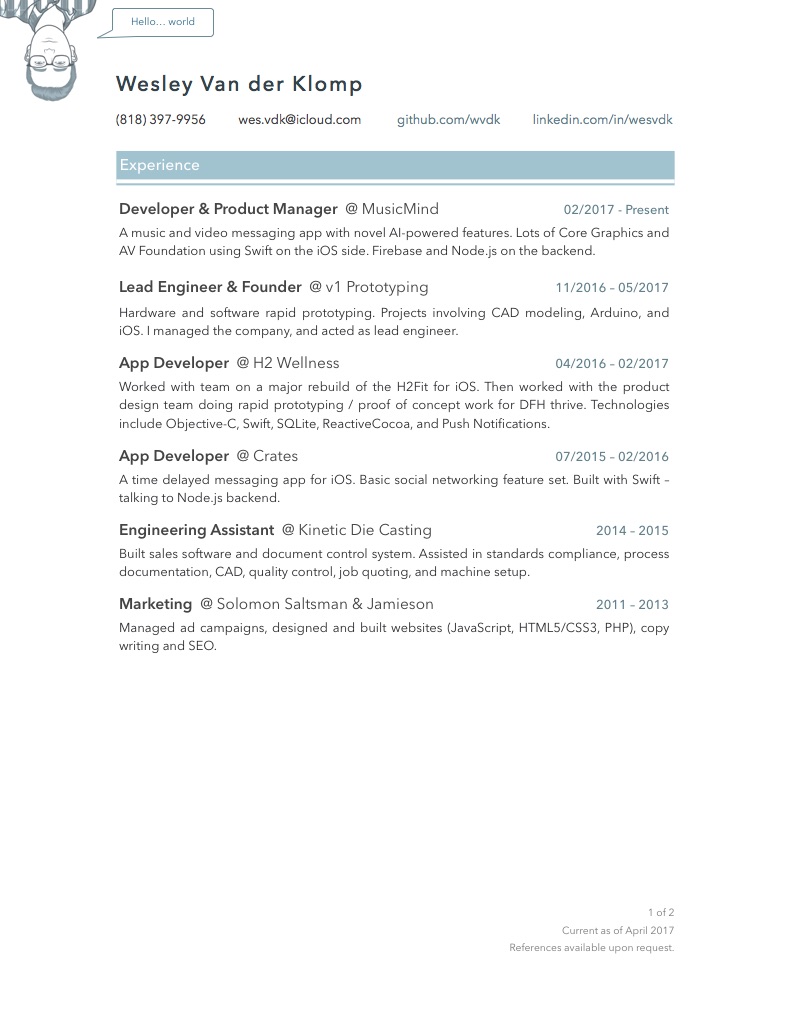 Hello... world
Wesley Van der Klomp
(818) 397-9956 wes.vdk@icloud.com github.com/wvdk linkedin.com/in/wesvdk
Experience
Developer & Product Manager @ MusicMind 02/2017 - Present
A music and video messaging app with novel AI-powered features. Lots of Core Graphics and
AV Foundation using Swift on the iOS side. Firebase and Node.js on the backend.
Lead Engineer & Founder @ v1 Prototyping 11/2016 – 05/2017
Hardware and software rapid prototyping. Projects involving CAD modeling, Arduino, and
iOS. I managed the company, and acted as lead engineer.
App Developer @ H2 Wellness 04/2016 – 02/2017
Worked with team on a major rebuild of the H2Fit for iOS. Then worked with the product
design team doing rapid prototyping / proof of concept work for DFH thrive. Technologies
include Objective-C, Swift, SQLite, ReactiveCocoa, and Push Notifications.
App Developer @ Crates 07/2015 – 02/2016
A time delayed messaging app for iOS. Basic social networking feature set. Built with Swift –
talking to Node.js backend.
Engineering Assistant @ Kinetic Die Casting 2014 – 2015
Built sales software and document control system. Assisted in standards compliance, process
documentation, CAD, quality control, job quoting, and machine setup.
Marketing @ Solomon Saltsman & Jamieson 2011 – 2013
Managed ad campaigns, designed and built websites (JavaScript, HTML5/CSS3, PHP), copy
writing and SEO.
1 of 2
Current as of April 2017
References available upon request.